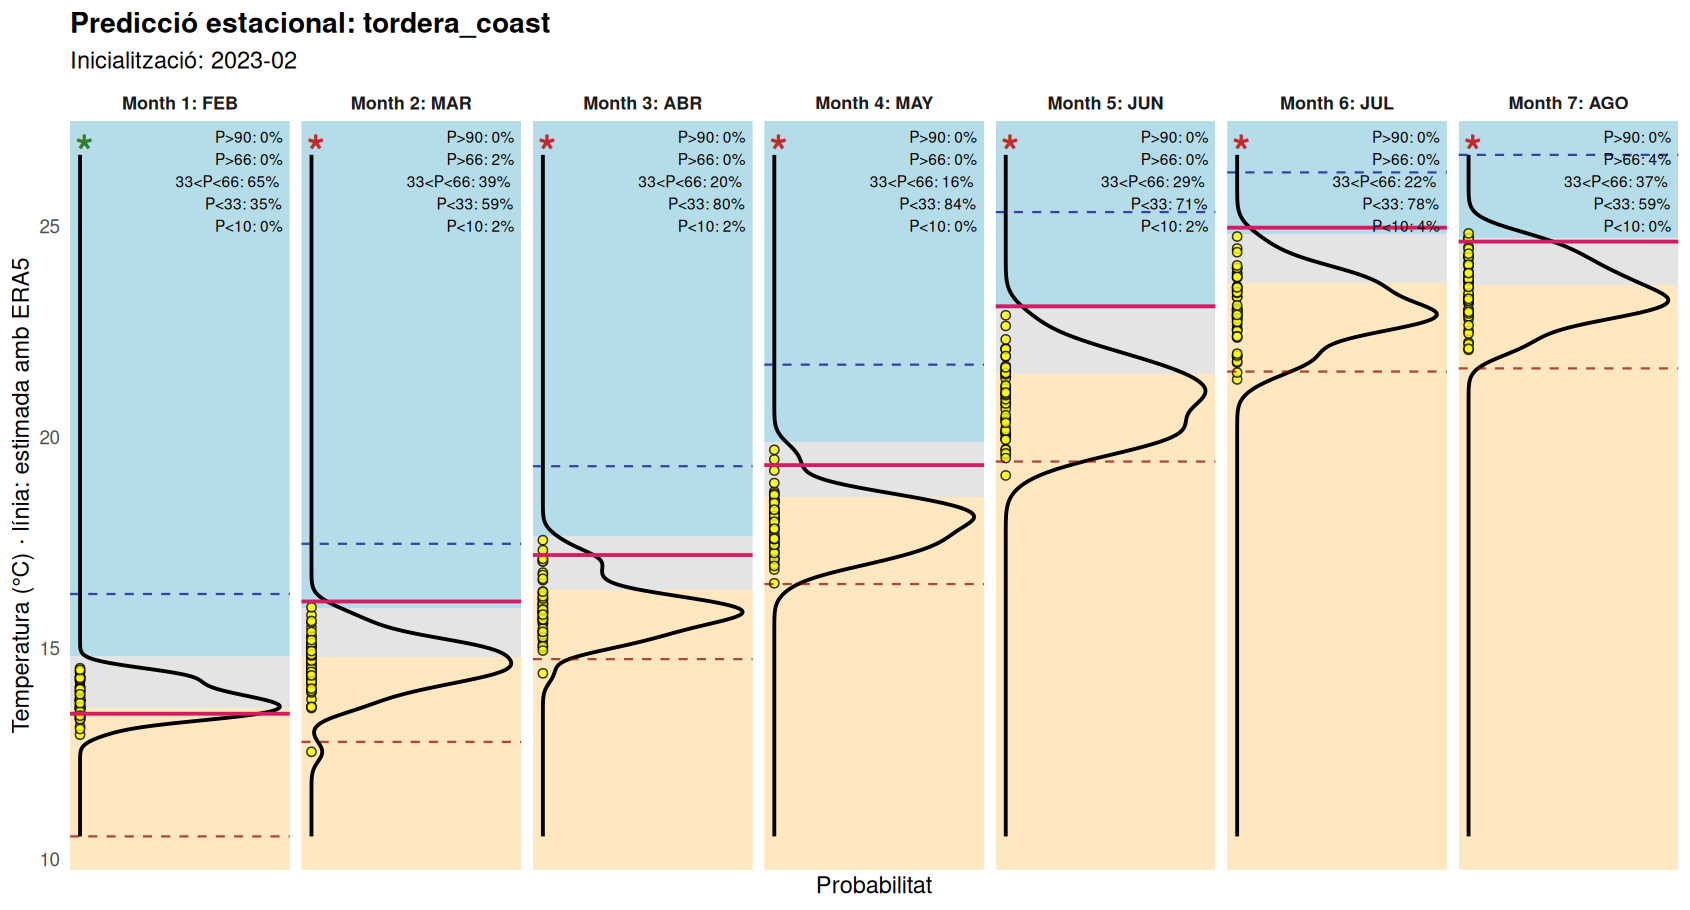 Predicció estacional: tordera_coast
Inicialització: 2023-02
Month 1: FEB
Month 2: MAR
Month 3: ABR
Month 4: MAY
Month 5: JUN
Month 6: JUL
Month 7: AGO
*
P>90: 0%
P>66: 0%
33<P<66: 65%
P<33: 35%
P<10: 0%
*
P>90: 0%
P>66: 2%
33<P<66: 39%
P<33: 59%
P<10: 2%
*
P>90: 0%
P>66: 0%
33<P<66: 20%
P<33: 80%
P<10: 2%
*
P>90: 0%
P>66: 0%
33<P<66: 16%
P<33: 84%
P<10: 0%
*
P>90: 0%
P>66: 0%
33<P<66: 29%
P<33: 71%
P<10: 2%
*
P>90: 0%
P>66: 0%
33<P<66: 22%
P<33: 78%
P<10: 4%
*
P>90: 0%
P>66: 4%
33<P<66: 37%
P<33: 59%
P<10: 0%
25
20
15
10
Temperatura (°C) · línia: estimada amb ERA5
Probabilitat